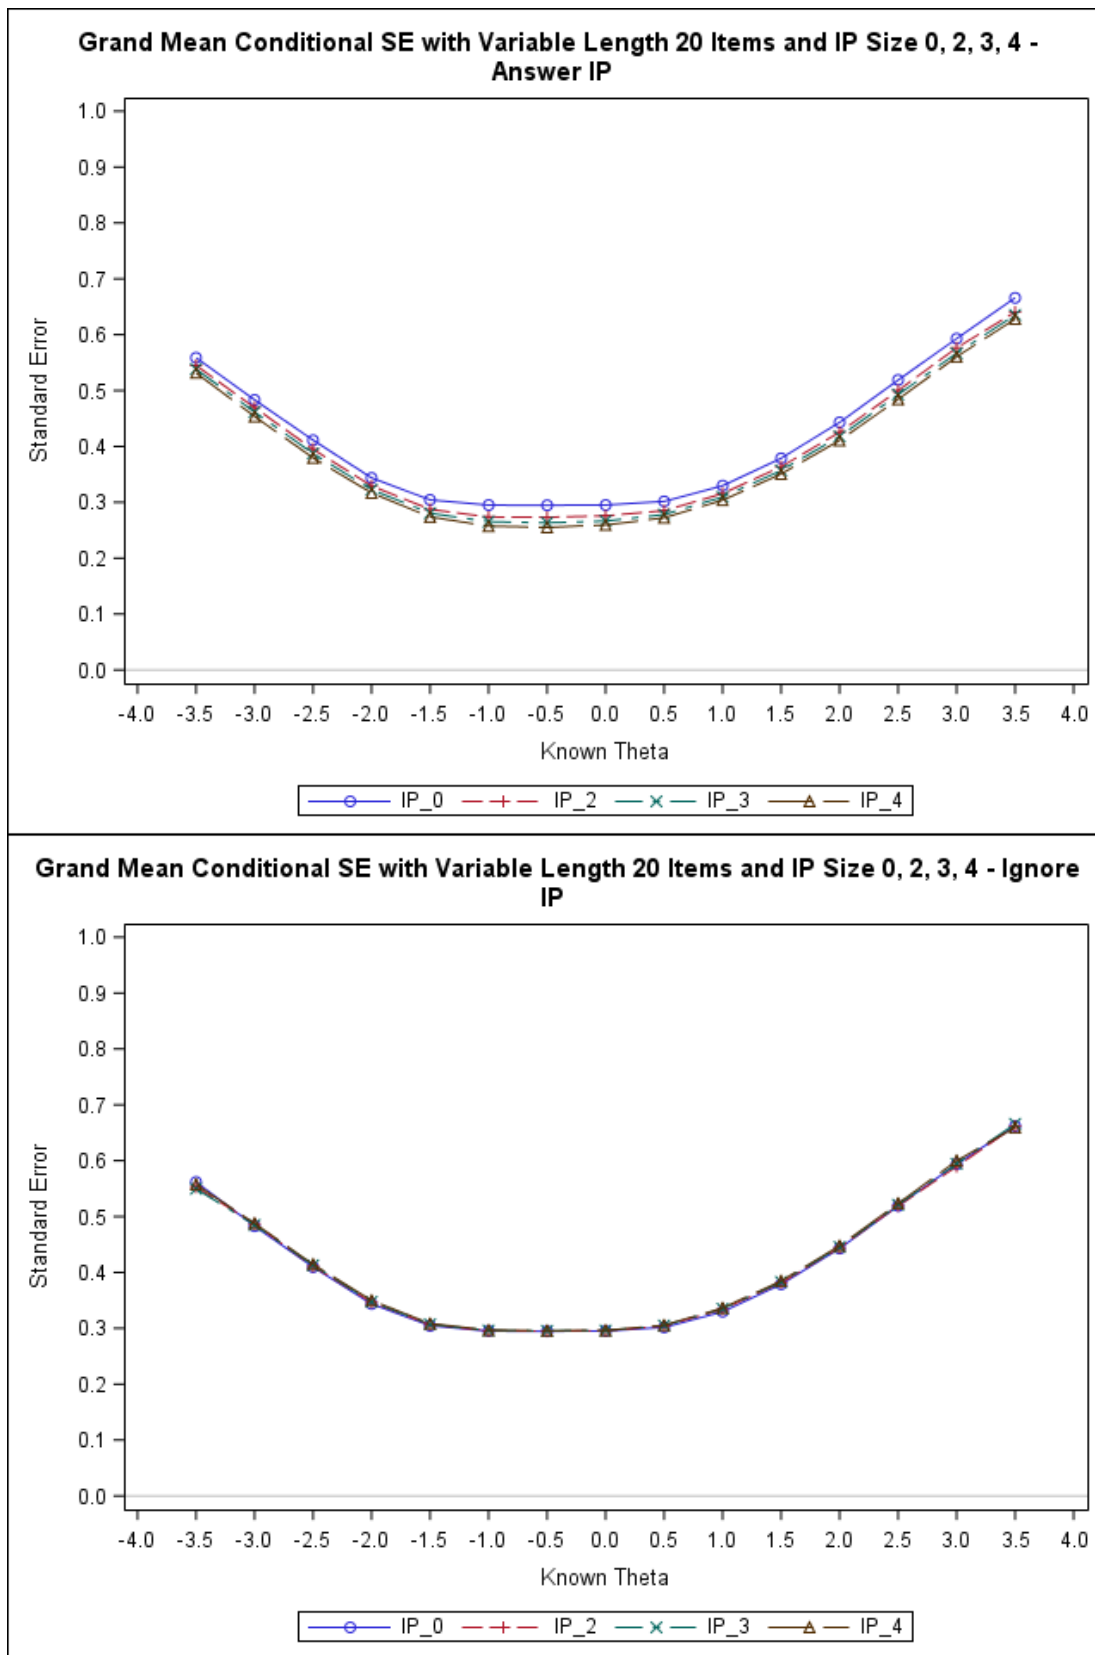 Grand Mean Conditional SE with Variable Length 20 Items and IP Size 0, 2, 3, 4 -
Answer IP
1.0
0.9
0.8
0.7
0.6
0.5
0.4
0.3
0.2
0.1
0.0
Standard Error
-4.0 -3.5 -3.0 -2.5 -2.0 -1.5 -1.0 -0.5 0.0 0.5 1.0 1.5 2.0 2.5 3.0 3.5 4.0
Known Theta
IP_0 IP_2 IP_3 IP_4
Grand Mean Conditional SE with Variable Length 20 Items and IP Size 0, 2, 3, 4 - Ignore
IP
1.0
0.9
0.8
0.7
0.6
0.5
0.4
0.3
0.2
0.1
0.0
Standard Error
-4.0 -3.5 -3.0 -2.5 -2.0 -1.5 -1.0 -0.5 0.0 0.5 1.0 1.5 2.0 2.5 3.0 3.5 4.0
Known Theta
IP_0 IP_2 IP_3 IP_4